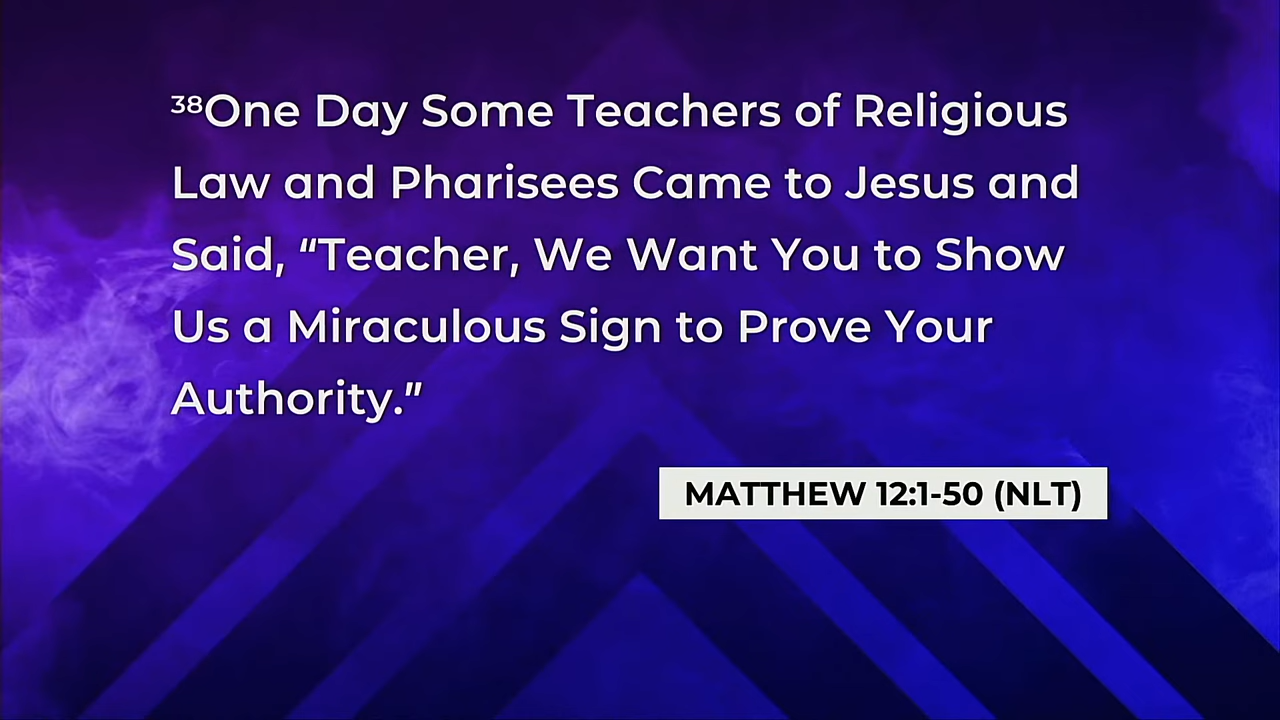 ³⁸One Day Some Teachers of Religious
Law and Pharisees Came to Jesus and
Said, “Teacher, We Want You to Show
Us a Miraculous Sign to Prove Your
Authority.”
MATTHEW 12:1-50 (NLT)